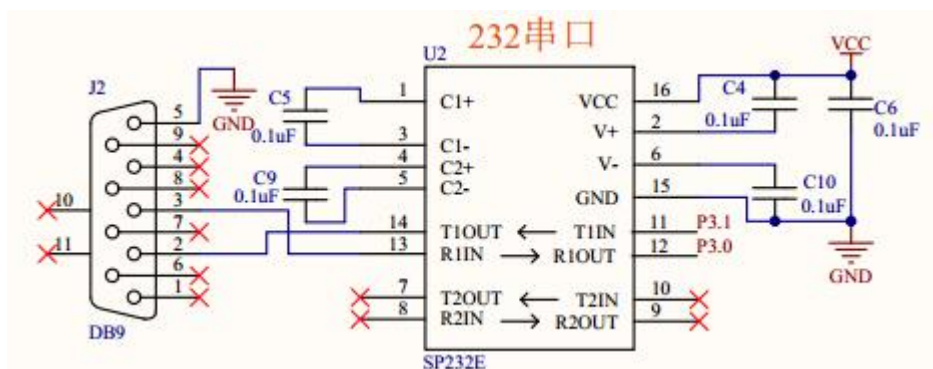 232串口
U2
VCC
J2
5
9
4
8
3
7
2
6
1
10
11
DB9
GND
C5
0.1uF
C9
0.1uF
1
3
4
5
14
13
7
8
C1+
C1-
C2+
C2-
T1OUT
R1IN
T2OUT
R2IN
VCC
V+
V-
GND
T1IN
R1OUT
T2IN
R2OUT
16
2
6
15
11
12
10
9
P3.1
P3.0
C4
0.1uF
C6
0.1uF
C10
0.1uF
GND
SP232E